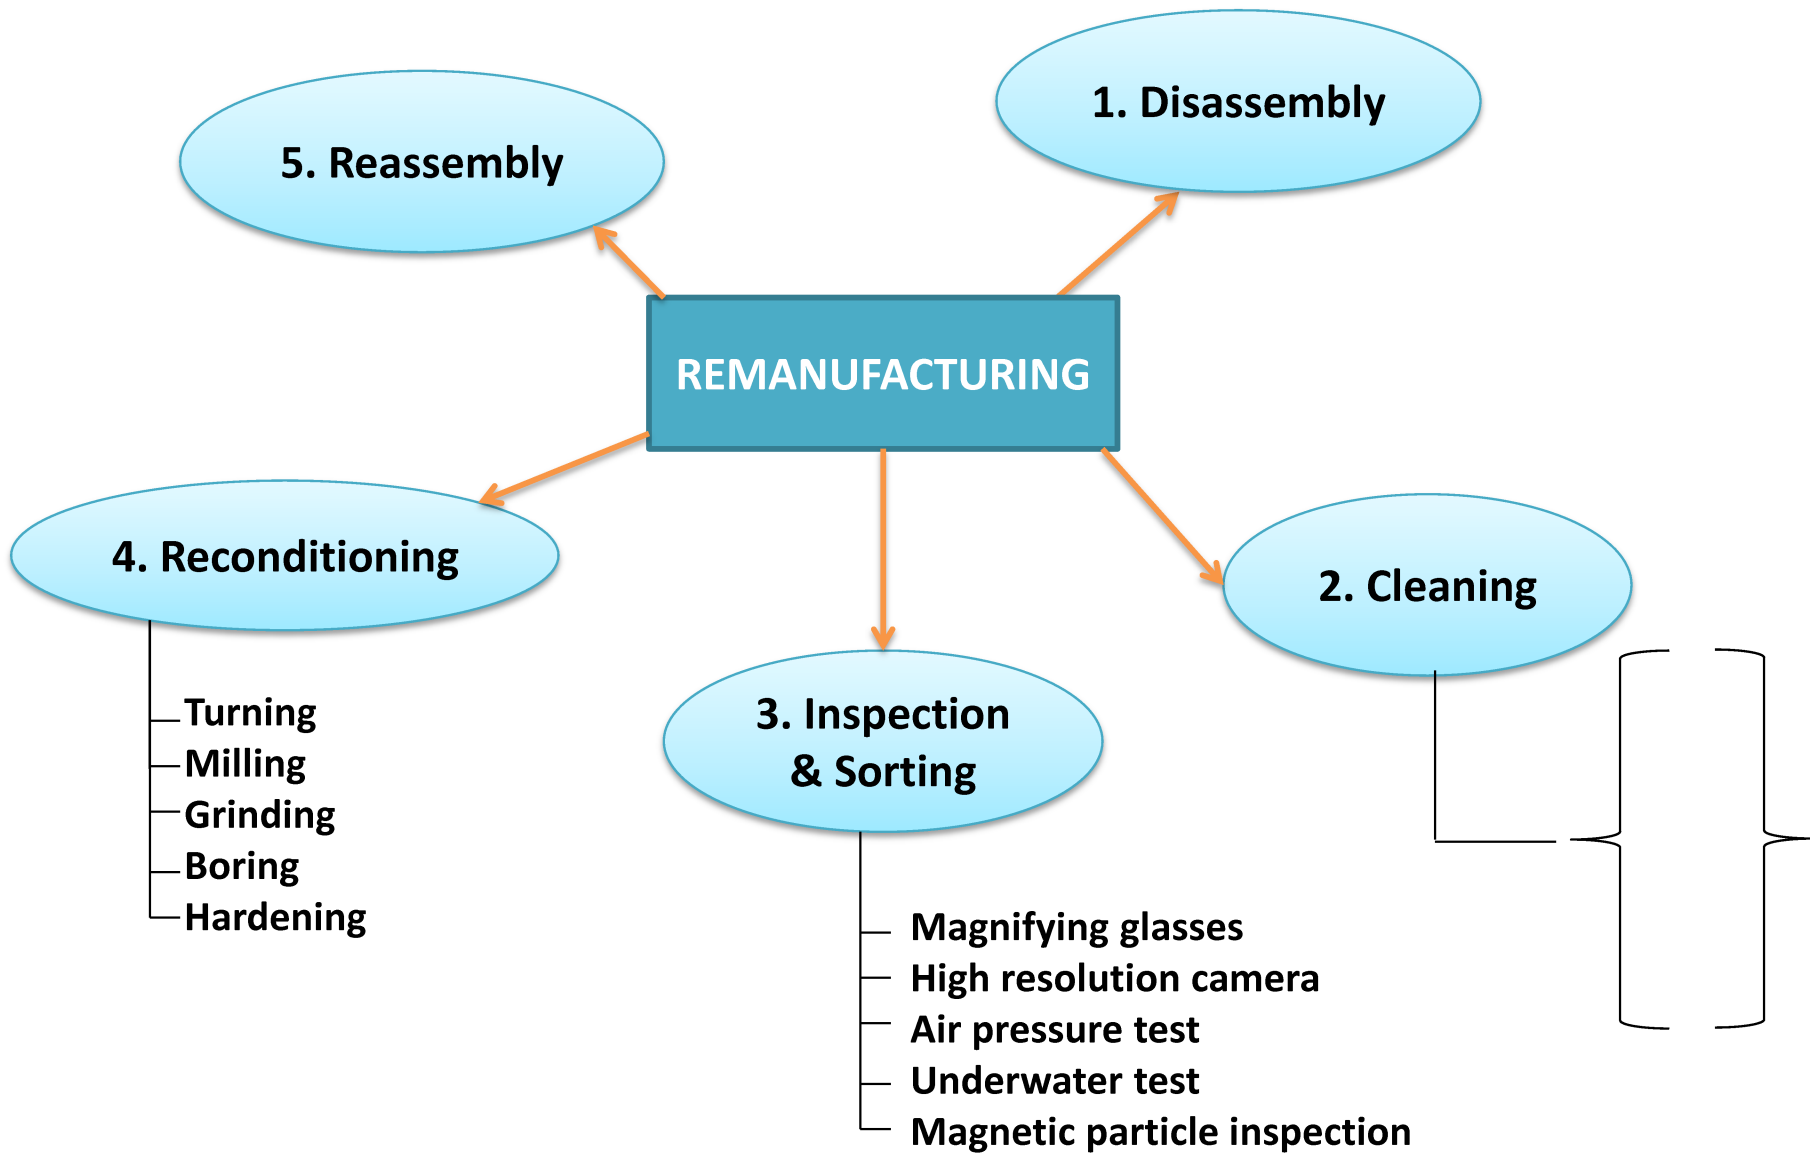 1. Disassembly
5. Reassembly
REMANUFACTURING
4. Reconditioning
Turning
Milling
Grinding
Boring
Hardening
2. Cleaning
3. Inspection
& Sorting
Magnifying glasses
High resolution camera
Air pressure test
Underwater test
Magnetic particle inspection